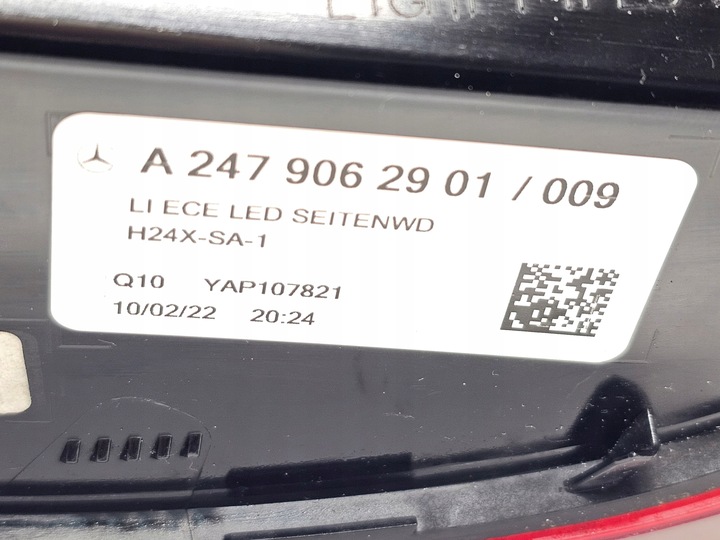 A 247 906 29 01 / 009
LI ECE LED SEITENWD
H24X-SA-1
Q10 YAP107821
10/02/22 20:24